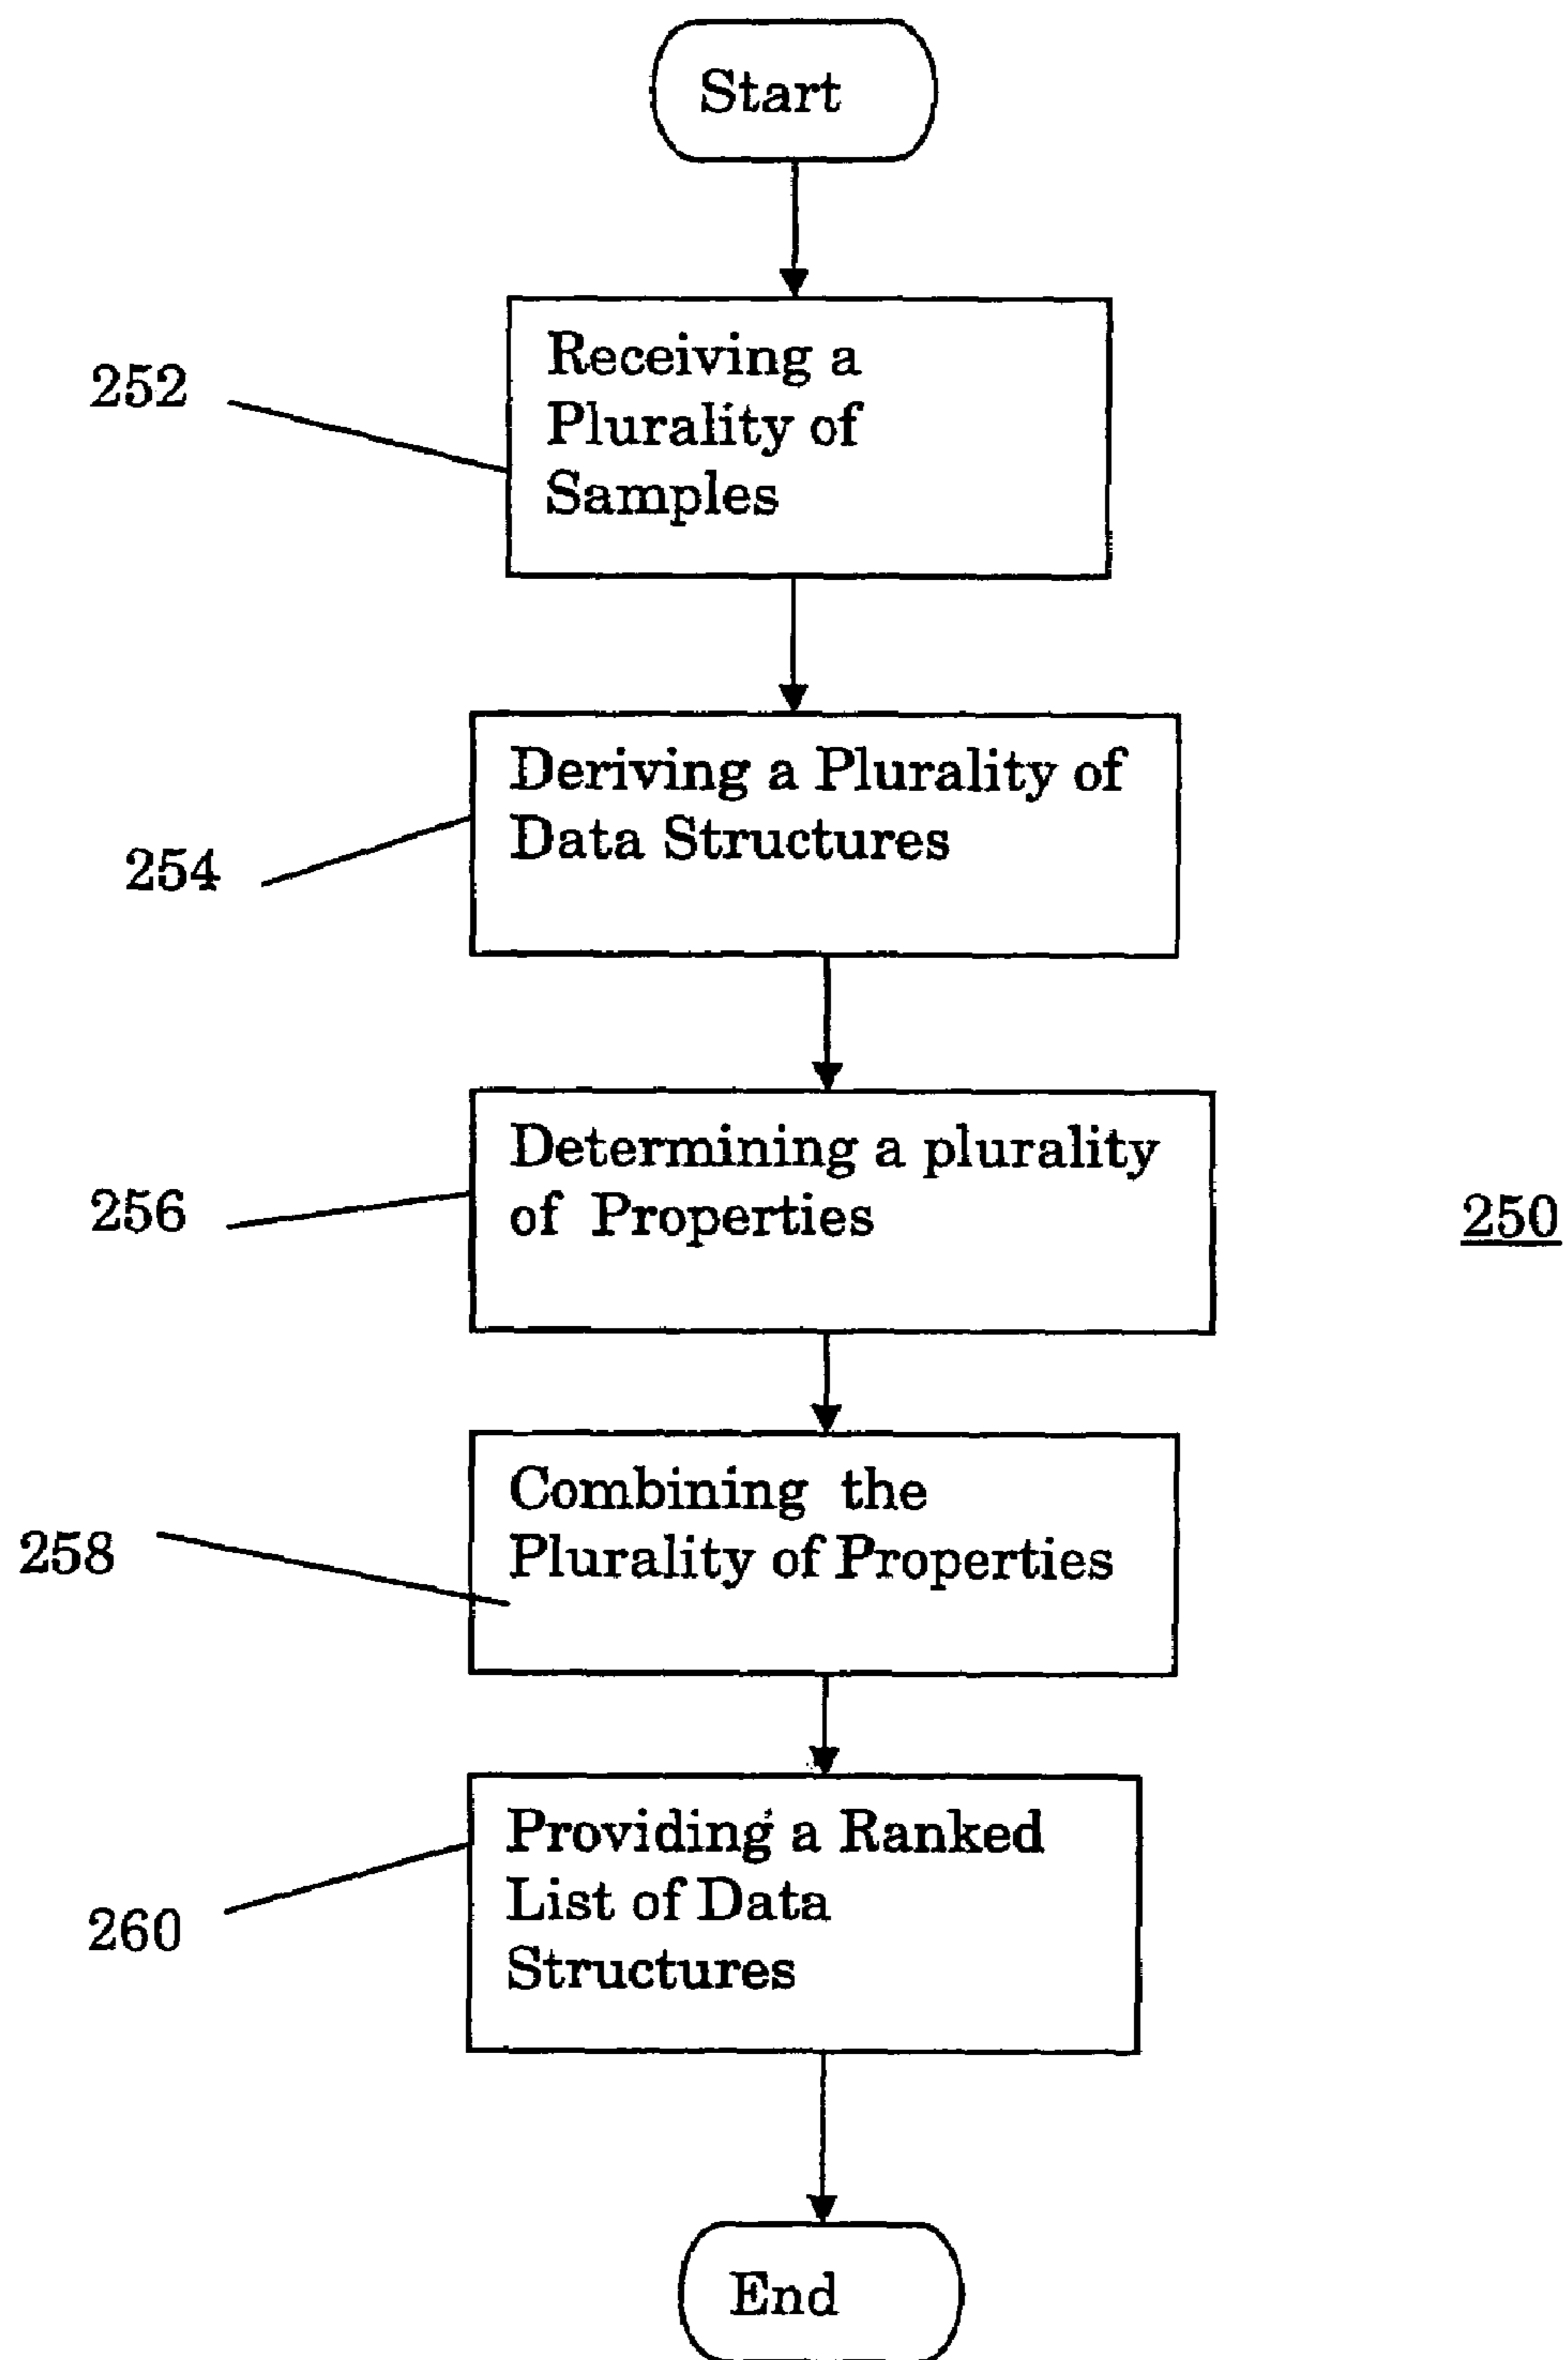 Start
252
Receiving a
Plurality of
Samples
254
Deriving a Plurality of
Data Structures
256
Determining a plurality
of Properties
250
258
Combining the
Plurality of Properties
260
Providing a Ranked
List of Data
Structures
End